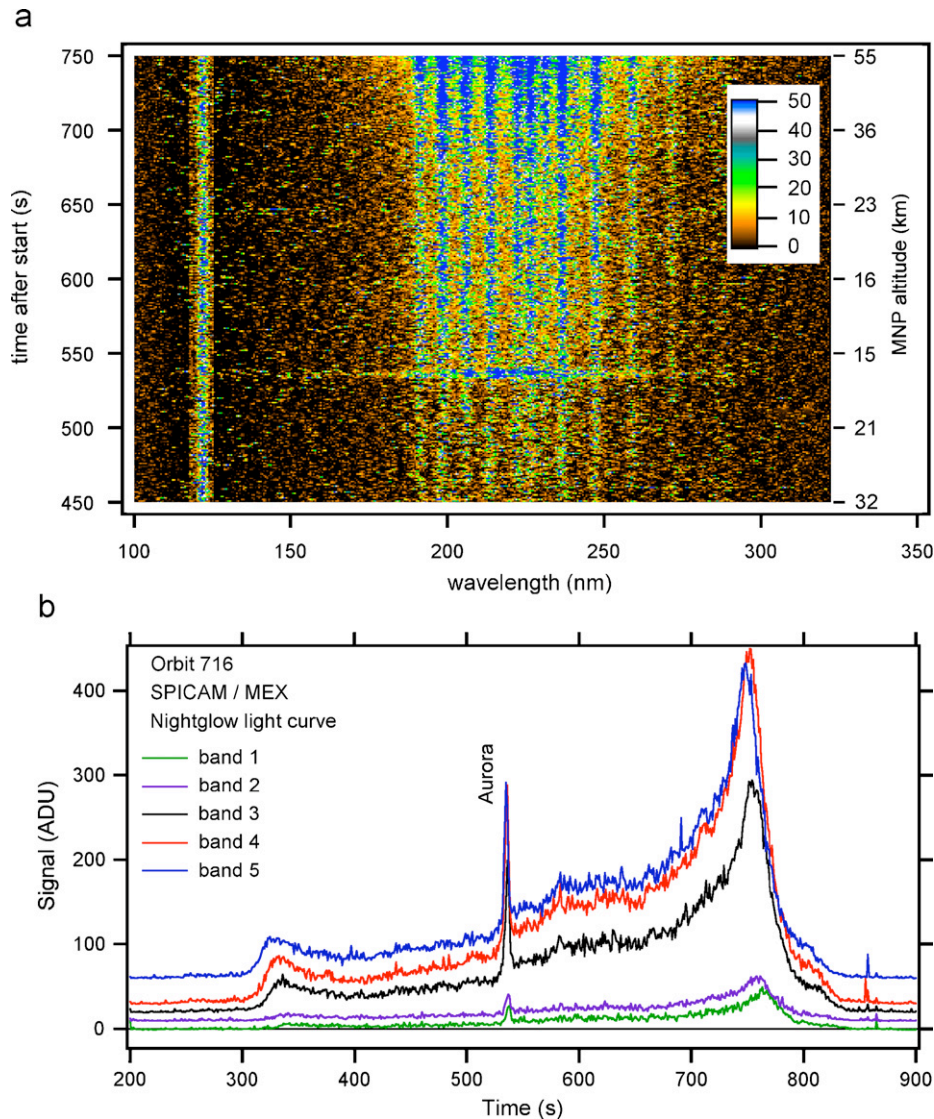 a
750
700
650
600
550
500
450
time after start (s)
50
40
30
20
10
0
55
36
23
16
15
21
32
MNP altitude (km)
100 150 200 250 300 350
wavelength (nm)
b
Orbit 716
SPICAM / MEX
Nightglow light curve
band 1
band 2
band 3
band 4
band 5
Aurora
400
300
200
100
0
Signal (ADU)
200 300 400 500 600 700 800 900
Time (s)